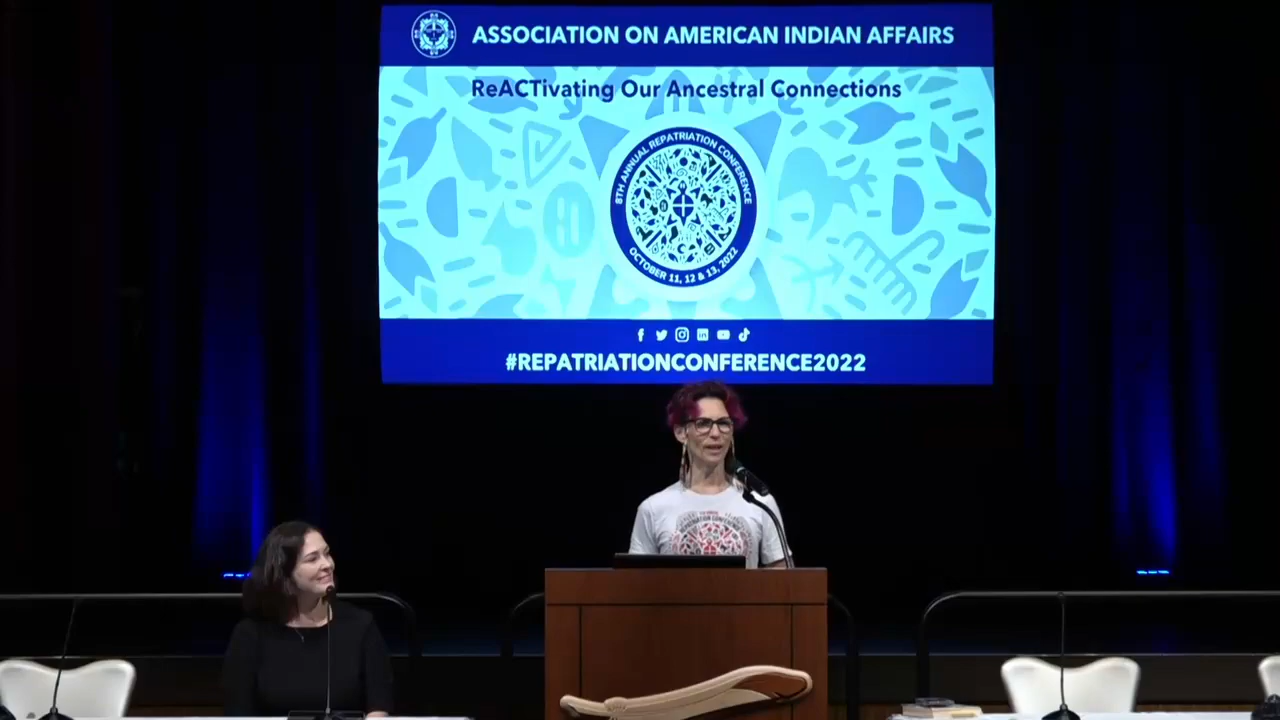 ASSOCIATION ON AMERICAN INDIAN AFFAIRS
ReACTivating Our Ancestral Connections
8TH ANNUAL REPATRIATION CONFERENCE
OCTOBER 11, 12 & 13, 2022
#REPATRIATIONCONFERENCE2022